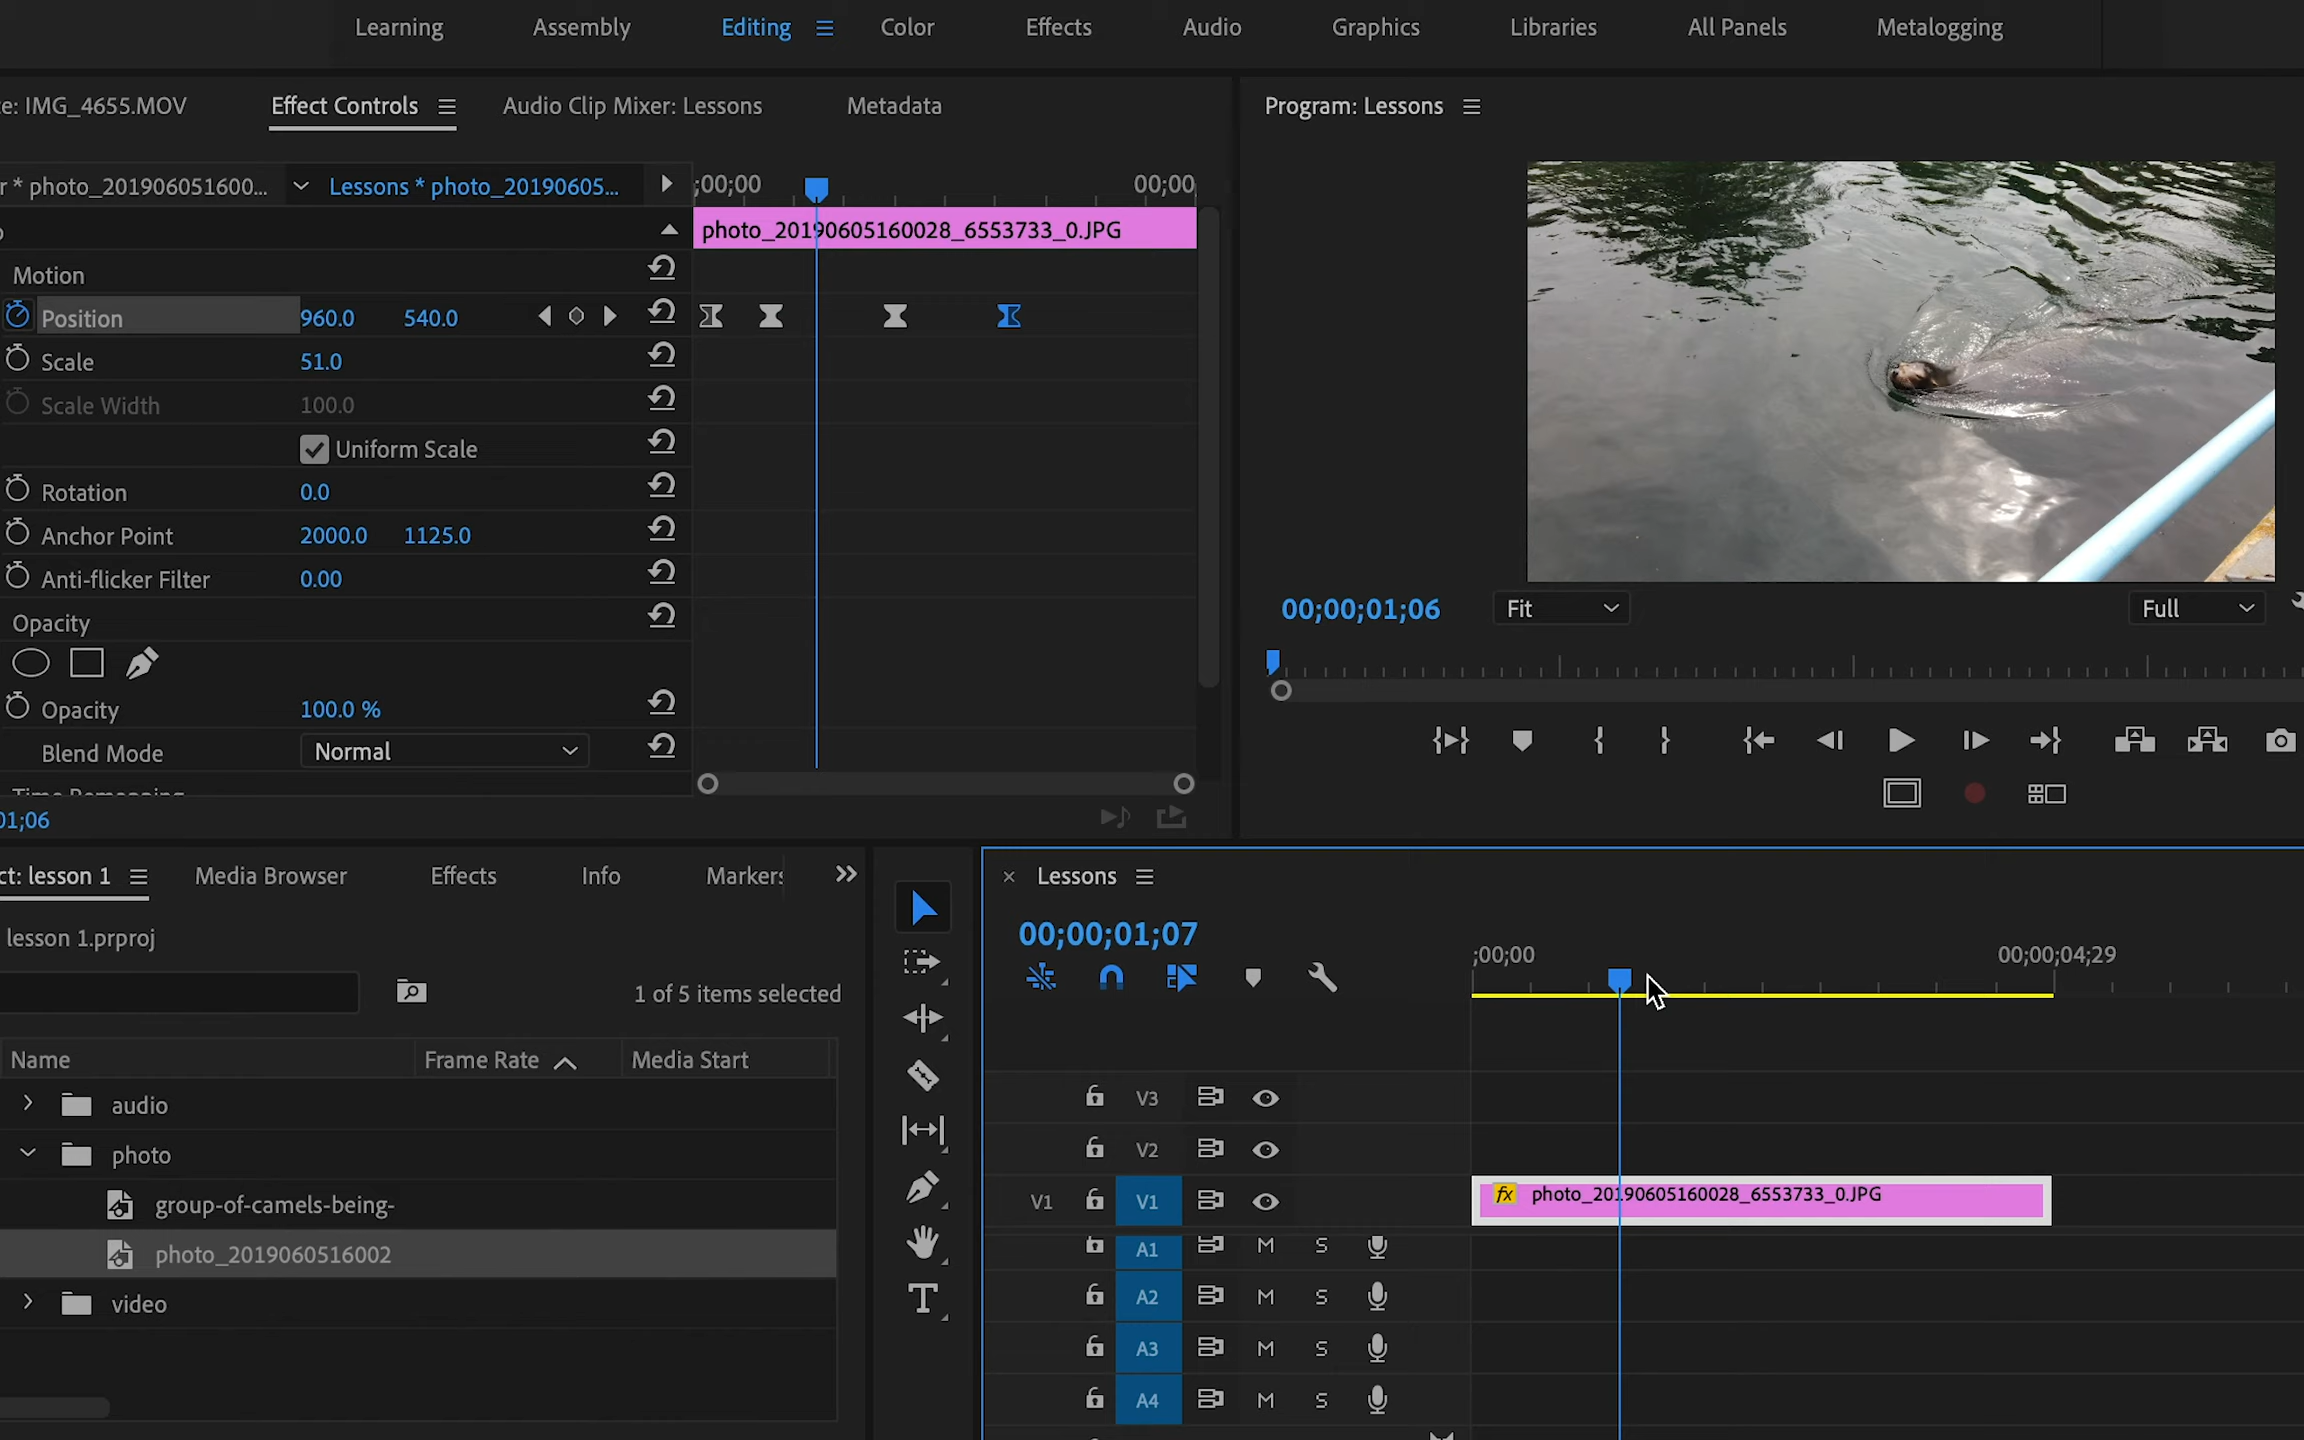 Learning Assembly Editing Color Effects Audio Graphics Libraries All Panels Metalogging
e: IMG_4655.MOV Effect Controls Audio Clip Mixer: Lessons Metadata
r * photo_201906051600... Lessons * photo_20190605...
;00;00 00;00
photo_20190605160028_6553733_0.JPG
Motion
Position 960.0 540.0
Scale 51.0
Scale Width 100.0
Uniform Scale
Rotation 0.0
Anchor Point 2000.0 1125.0
Anti-flicker Filter 0.00
Opacity
Opacity 100.0 %
Blend Mode Normal
Time Remapping
01;06
Program: Lessons
00;00;01;06 Fit Full
ct: lesson 1 Media Browser Effects Info Markers
lesson 1.prproj
1 of 5 items selected
Name Frame Rate Media Start
audio
photo
group-of-camels-being-
photo_2019060516002
video
Lessons
00;00;01;07
;00;00 00;00;04;29
V3
V2
V1 V1 fx photo_20190605160028_6553733_0.JPG
A1 M S
A2 M S
A3 M S
A4 M S